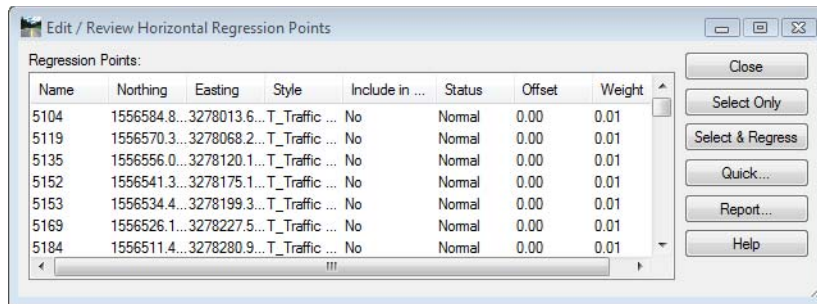 Edit / Review Horizontal Regression Points
Regression Points:
Name Northing Easting Style Include in ... Status Offset Weight
5104 1556584.8... 3278013.6... T_Traffic ... No Normal 0.00 0.01
5119 1556570.3... 3278068.2... T_Traffic ... No Normal 0.00 0.01
5135 1556556.0... 3278120.1... T_Traffic ... No Normal 0.00 0.01
5152 1556541.3... 3278175.1... T_Traffic ... No Normal 0.00 0.01
5153 1556534.4... 3278199.3... T_Traffic ... No Normal 0.00 0.01
5169 1556526.1... 3278227.5... T_Traffic ... No Normal 0.00 0.01
5184 1556511.4... 3278280.9... T_Traffic ... No Normal 0.00 0.01
Close
Select Only
Select & Regress
Quick...
Report...
Help